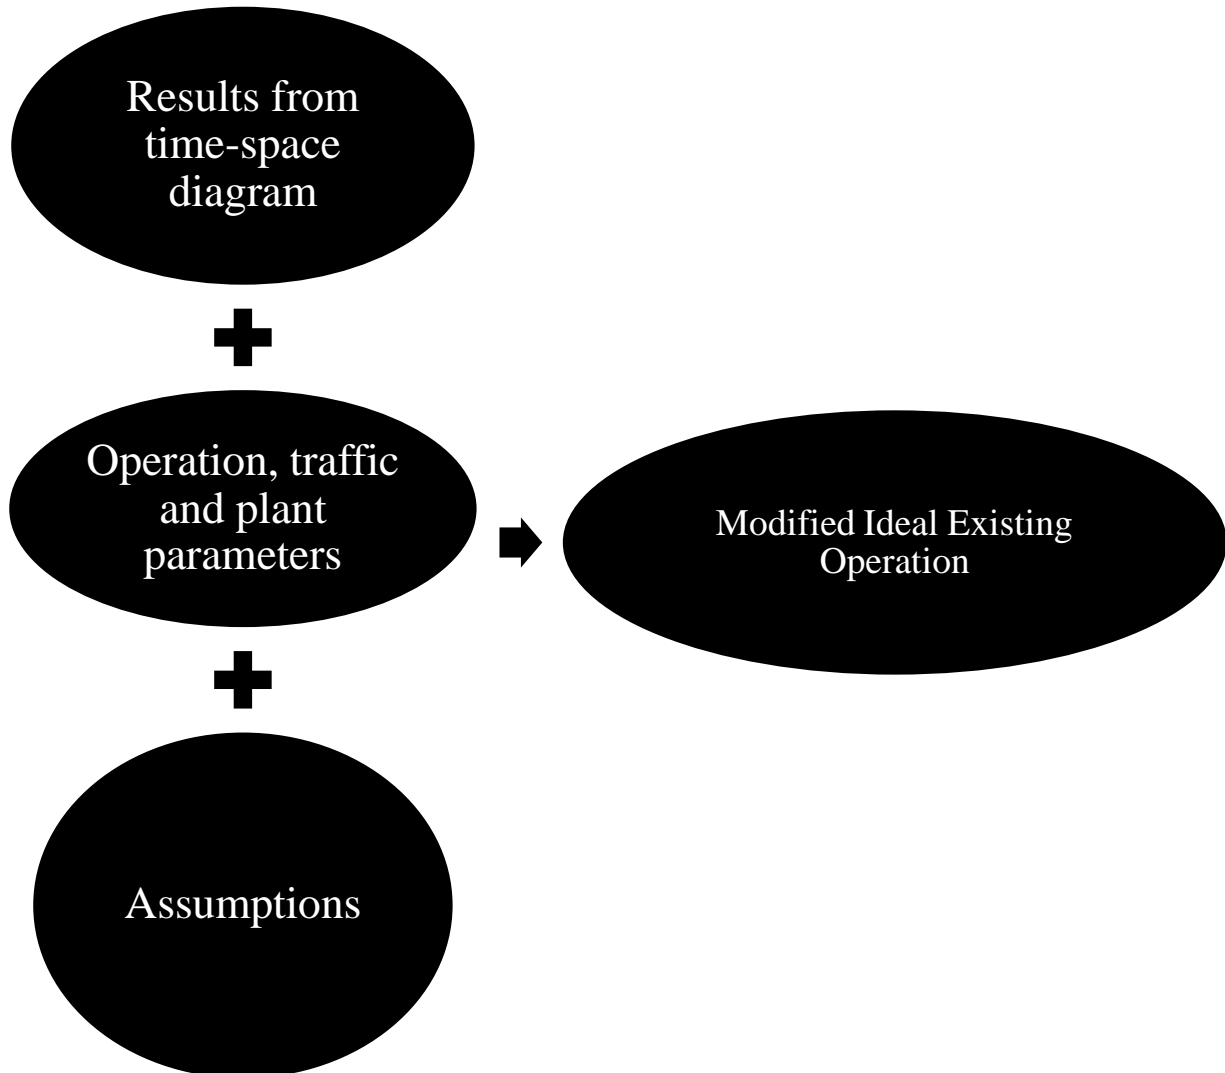 Results from
time-space
diagram
Operation, traffic
and plant
parameters
Modified Ideal Existing
Operation
Assumptions